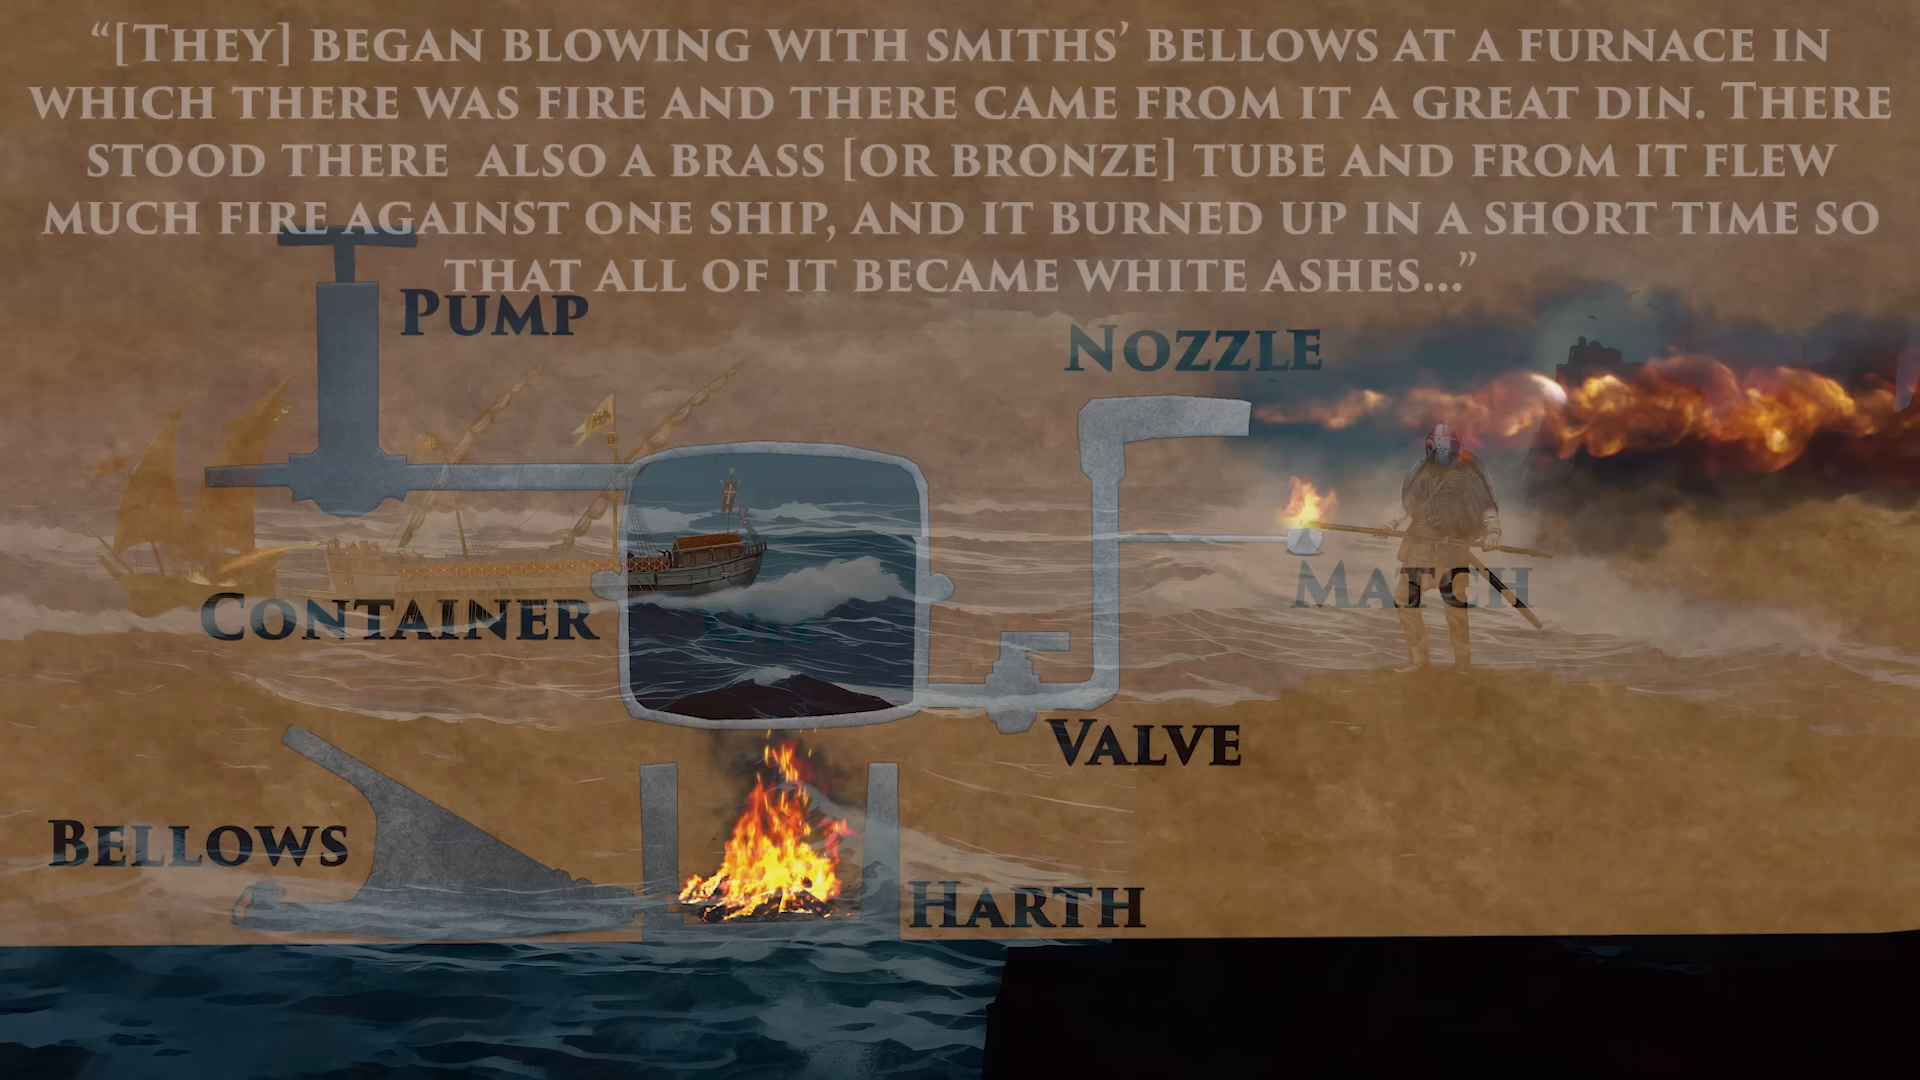 “[They] began blowing with smiths’ bellows at a furnace in
which there was fire and there came from it a great din. There
stood there also a brass [or bronze] tube and from it flew
much fire against one ship, and it burned up in a short time so
that all of it became white ashes...”
Pump
Nozzle
Match
Container
Valve
Bellows
Harth